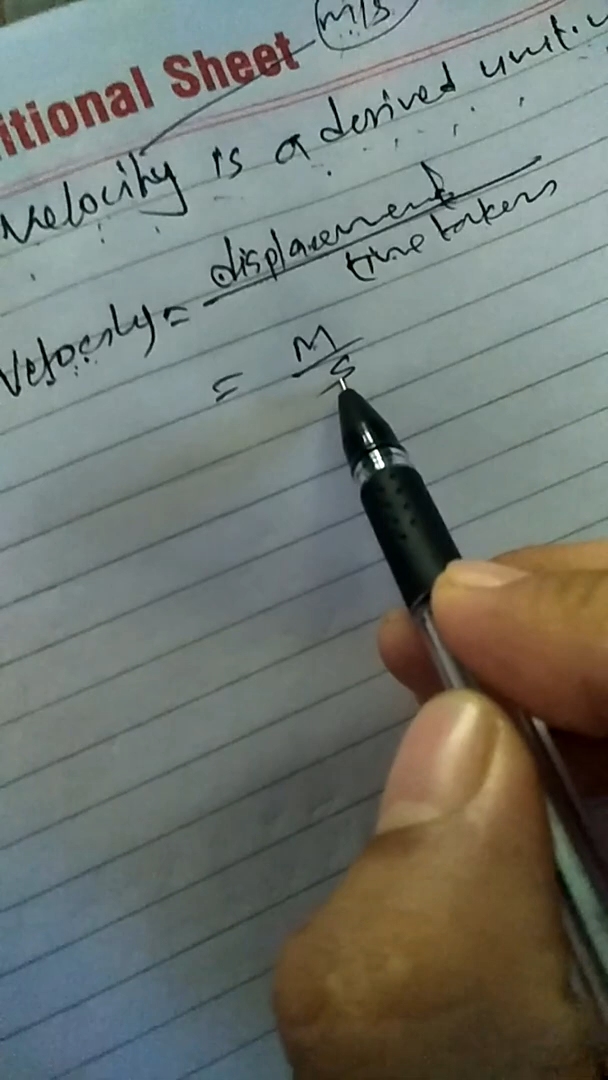 m/s
itional Sheet
Velocity is a derived unit
Velocity = displacement
time taken
= M
s